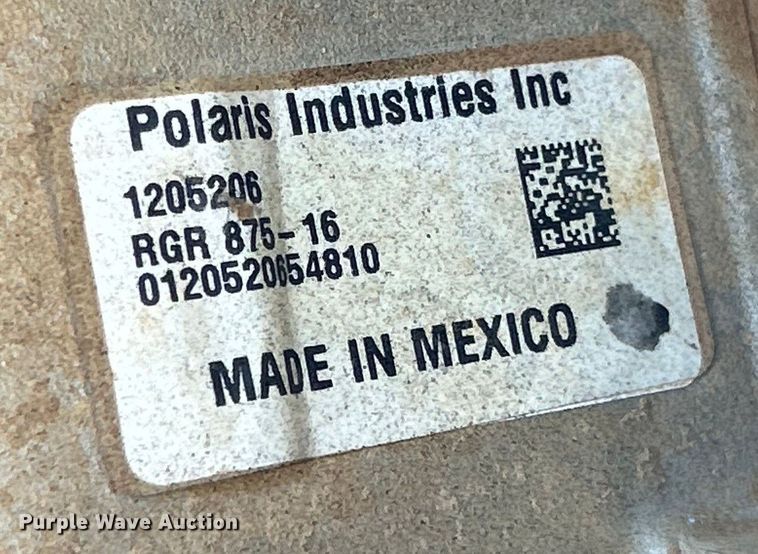 Polaris Industries Inc
1205206
RGR 875-16
0120520654810
MADE IN MEXICO
Purple Wave Auction